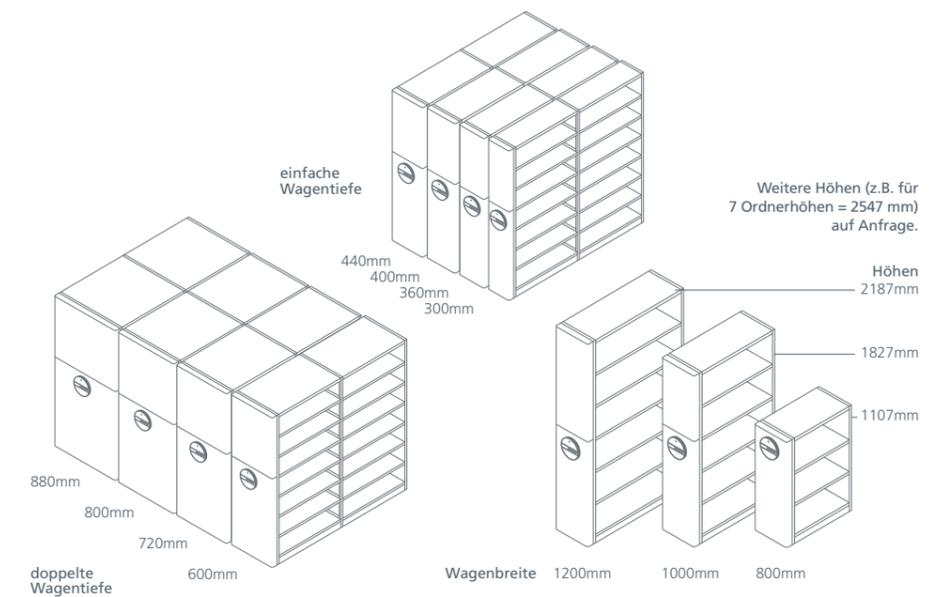 einfache
Wagentiefe
440mm
400mm
360mm
300mm
Weitere Höhen (z.B. für
7 Ordnerhöhen = 2547 mm)
auf Anfrage.
Höhen
2187mm
1827mm
1107mm
880mm
800mm
720mm
600mm
doppelte
Wagentiefe
Wagenbreite 1200mm 1000mm 800mm